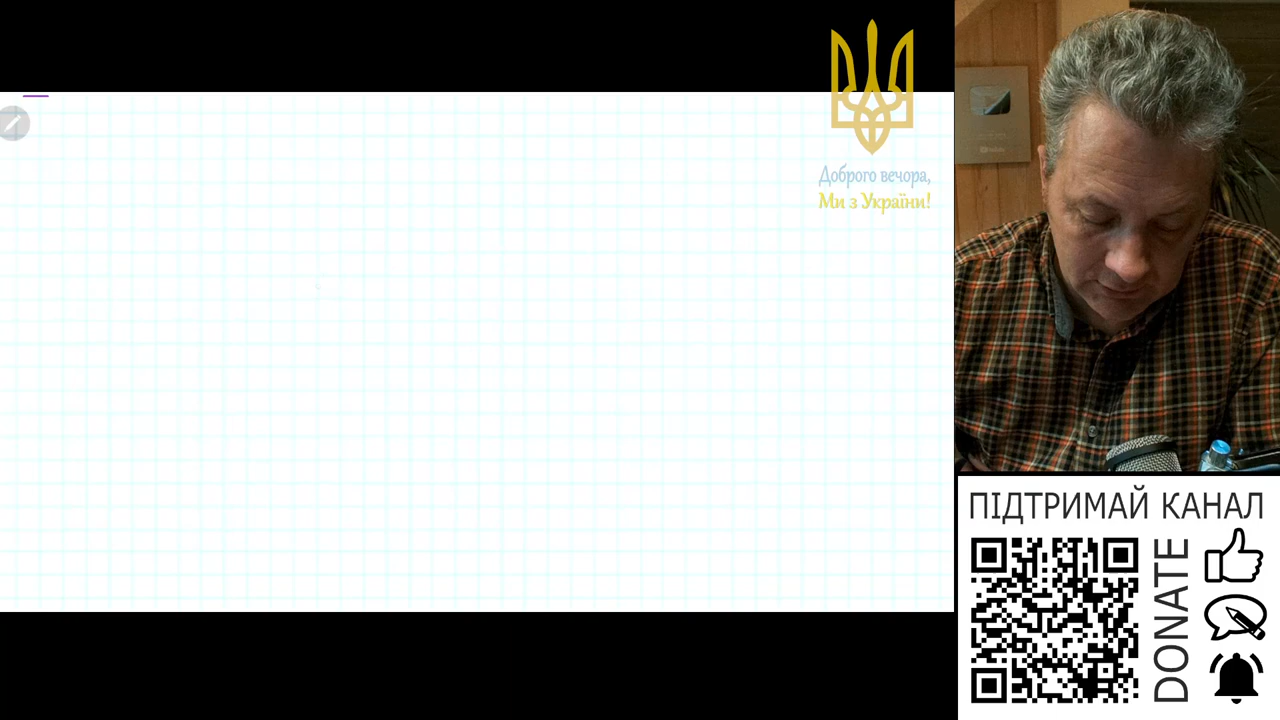 Доброго вечора,
Ми з України!
ПІДТРИМАЙ КАНАЛ
DONATE